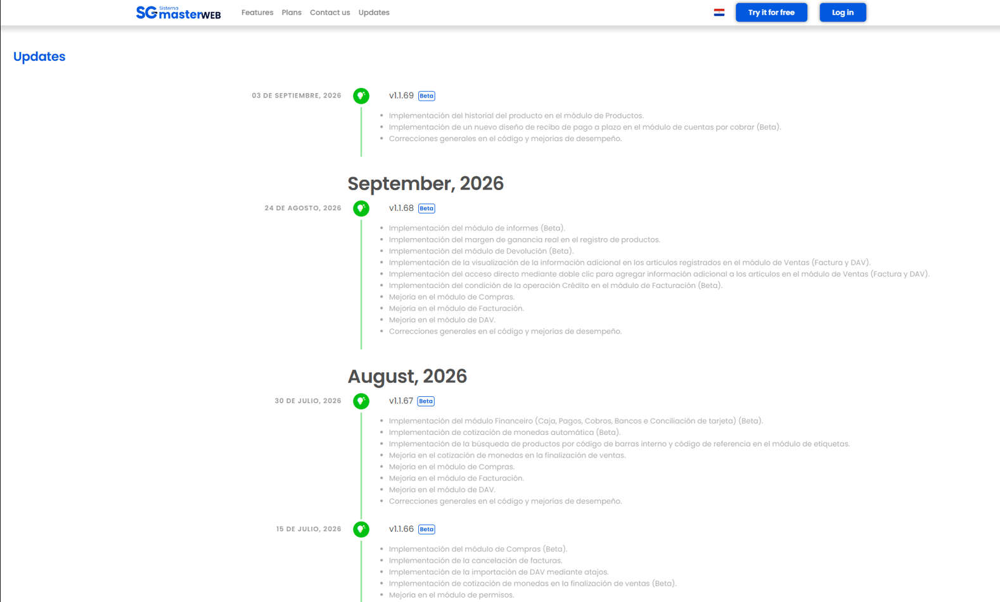 SG Sistema masterWEB
Features Plans Contact us Updates
Try it for free Log in
Updates
03 DE SEPTIEMBRE, 2026
v1.1.69 Beta
Implementación del historial del producto en el módulo de Productos.
Implementación de un nuevo diseño de recibo de pago a plazo en el módulo de cuentas por cobrar (Beta).
Correcciones generales en el código y mejorías de desempeño.
September, 2026
24 DE AGOSTO, 2026
v1.1.68 Beta
Implementación del módulo de informes (Beta).
Implementación del margen de ganancia real en el registro de productos.
Implementación del módulo de Devolución (Beta).
Implementación de la visualización de la información adicional en los artículos registrados en el módulo de Ventas (Factura y DAV).
Implementación del acceso directo mediante doble clic para agregar información adicional a los artículos en el módulo de Ventas (Factura y DAV).
Implementación del condición de la operación Crédito en el módulo de Facturación (Beta).
Mejoría en el módulo de Compras.
Mejoría en el módulo de Facturación.
Mejoría en el módulo de DAV.
Correcciones generales en el código y mejorías de desempeño.
August, 2026
30 DE JULIO, 2026
v1.1.67 Beta
Implementación del módulo Financeiro (Caja, Pagos, Cobros, Bancos e Conciliación de tarjeta) (Beta).
Implementación de cotización de monedas automática (Beta).
Implementación de la búsqueda de productos por código de barras interno y código de referencia en el módulo de etiquetas.
Mejoría en el cotización de monedas en la finalización de ventas.
Mejoría en el módulo de Compras.
Mejoría en el módulo de Facturación.
Mejoría en el módulo de DAV.
Correcciones generales en el código y mejorías de desempeño.
15 DE JULIO, 2026
v1.1.66 Beta
Implementación del módulo de Compras (Beta).
Implementación de la cancelación de facturas.
Implementación de la importación de DAV mediante atajos.
Implementación de cotización de monedas en la finalización de ventas (Beta).
Mejoría en el módulo de permisos.